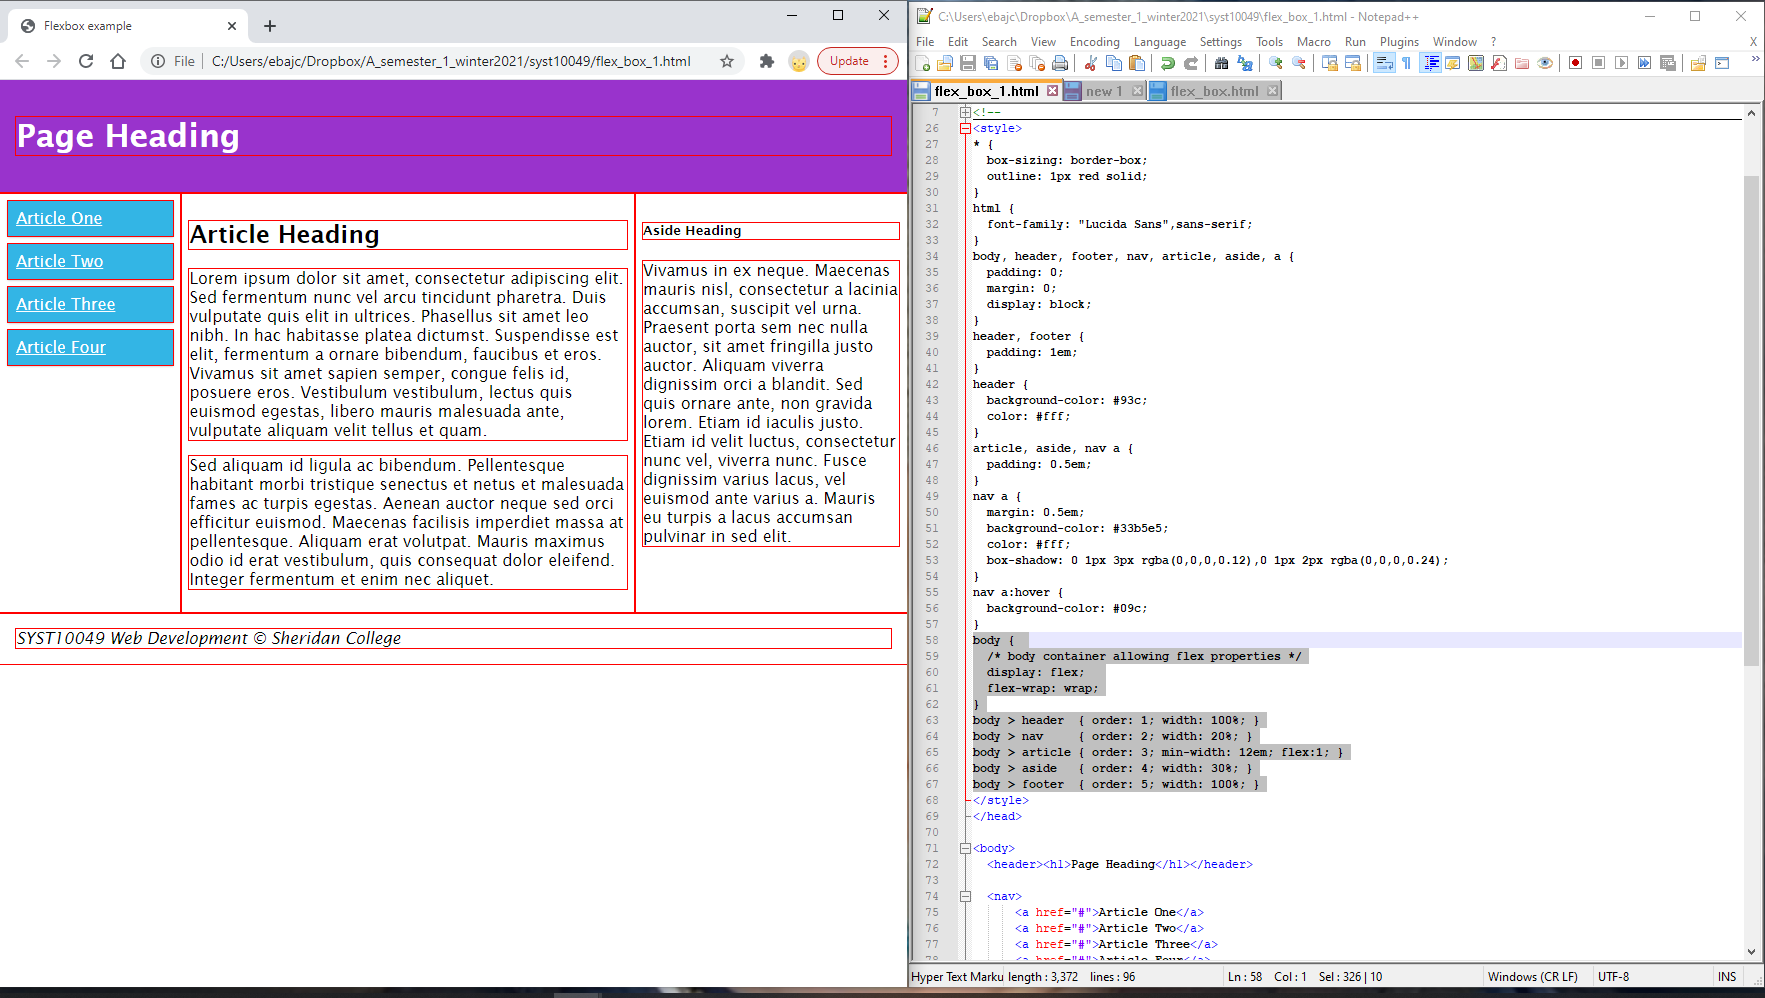 Flexbox example
File C:/Users/ebajc/Dropbox/A_semester_1_winter2021/syst10049/flex_box_1.html Update
Page Heading
Article One
Article Two
Article Three
Article Four
Article Heading
Lorem ipsum dolor sit amet, consectetur adipiscing elit.
Sed fermentum nunc vel arcu tincidunt pharetra. Duis
vulputate quis elit in ultrices. Phasellus sit amet leo
nibh. In hac habitasse platea dictumst. Suspendisse est
elit, fermentum a ornare bibendum, faucibus et eros.
Vivamus sit amet sapien semper, congue felis id,
posuere eros. Vestibulum vestibulum, lectus quis
euismod egestas, libero mauris malesuada ante,
vulputate aliquam velit tellus et quam.
Sed aliquam id ligula ac bibendum. Pellentesque
habitant morbi tristique senectus et netus et malesuada
fames ac turpis egestas. Aenean auctor neque sed orci
efficitur euismod. Maecenas facilisis imperdiet massa at
pellentesque. Aliquam erat volutpat. Mauris maximus
odio id erat vestibulum, quis consequat dolor eleifend.
Integer fermentum et enim nec aliquet.
Aside Heading
Vivamus in ex neque. Maecenas
mauris nisl, consectetur a lacinia
accumsan, suscipit vel urna.
Praesent porta sem nec nulla
auctor, sit amet fringilla justo
auctor. Aliquam viverra
dignissim orci a blandit. Sed
quis ornare ante, non gravida
lorem. Etiam id iaculis justo.
Etiam id velit luctus, consectetur
nunc vel, viverra nunc. Fusce
dignissim varius lacus, vel
euismod ante varius a. Mauris
eu turpis a lacus accumsan
pulvinar in sed elit.
SYST10049 Web Development © Sheridan College
C:\Users\ebajc\Dropbox\A_semester_1_winter2021\syst10049\flex_box_1.html - Notepad++
File Edit Search View Encoding Language Settings Tools Macro Run Plugins Window ? X
flex_box_1.html new 1 flex_box.html
7 <!--
26 <style>
27 * {
28 box-sizing: border-box;
29 outline: 1px red solid;
30 }
31 html {
32 font-family: "Lucida Sans",sans-serif;
33 }
34 body, header, footer, nav, article, aside, a {
35 padding: 0;
36 margin: 0;
37 display: block;
38 }
39 header, footer {
40 padding: 1em;
41 }
42 header {
43 background-color: #93c;
44 color: #fff;
45 }
46 article, aside, nav a {
47 padding: 0.5em;
48 }
49 nav a {
50 margin: 0.5em;
51 background-color: #33b5e5;
52 color: #fff;
53 box-shadow: 0 1px 3px rgba(0,0,0,0.12),0 1px 2px rgba(0,0,0,0.24);
54 }
55 nav a:hover {
56 background-color: #09c;
57 }
58 body {
59 /* body container allowing flex properties */
60 display: flex;
61 flex-wrap: wrap;
62 }
63 body > header { order: 1; width: 100%; }
64 body > nav { order: 2; width: 20%; }
65 body > article { order: 3; min-width: 12em; flex:1; }
66 body > aside { order: 4; width: 30%; }
67 body > footer { order: 5; width: 100%; }
68 </style>
69 </head>
70
71 <body>
72 <header><h1>Page Heading</h1></header>
73
74 <nav>
75 <a href="#">Article One</a>
76 <a href="#">Article Two</a>
77 <a href="#">Article Three</a>
78 <a href="#">Article Four</a>
Hyper Text Marku length : 3,372 lines : 96 Ln : 58 Col : 1 Sel : 326 | 10 Windows (CR LF) UTF-8 INS